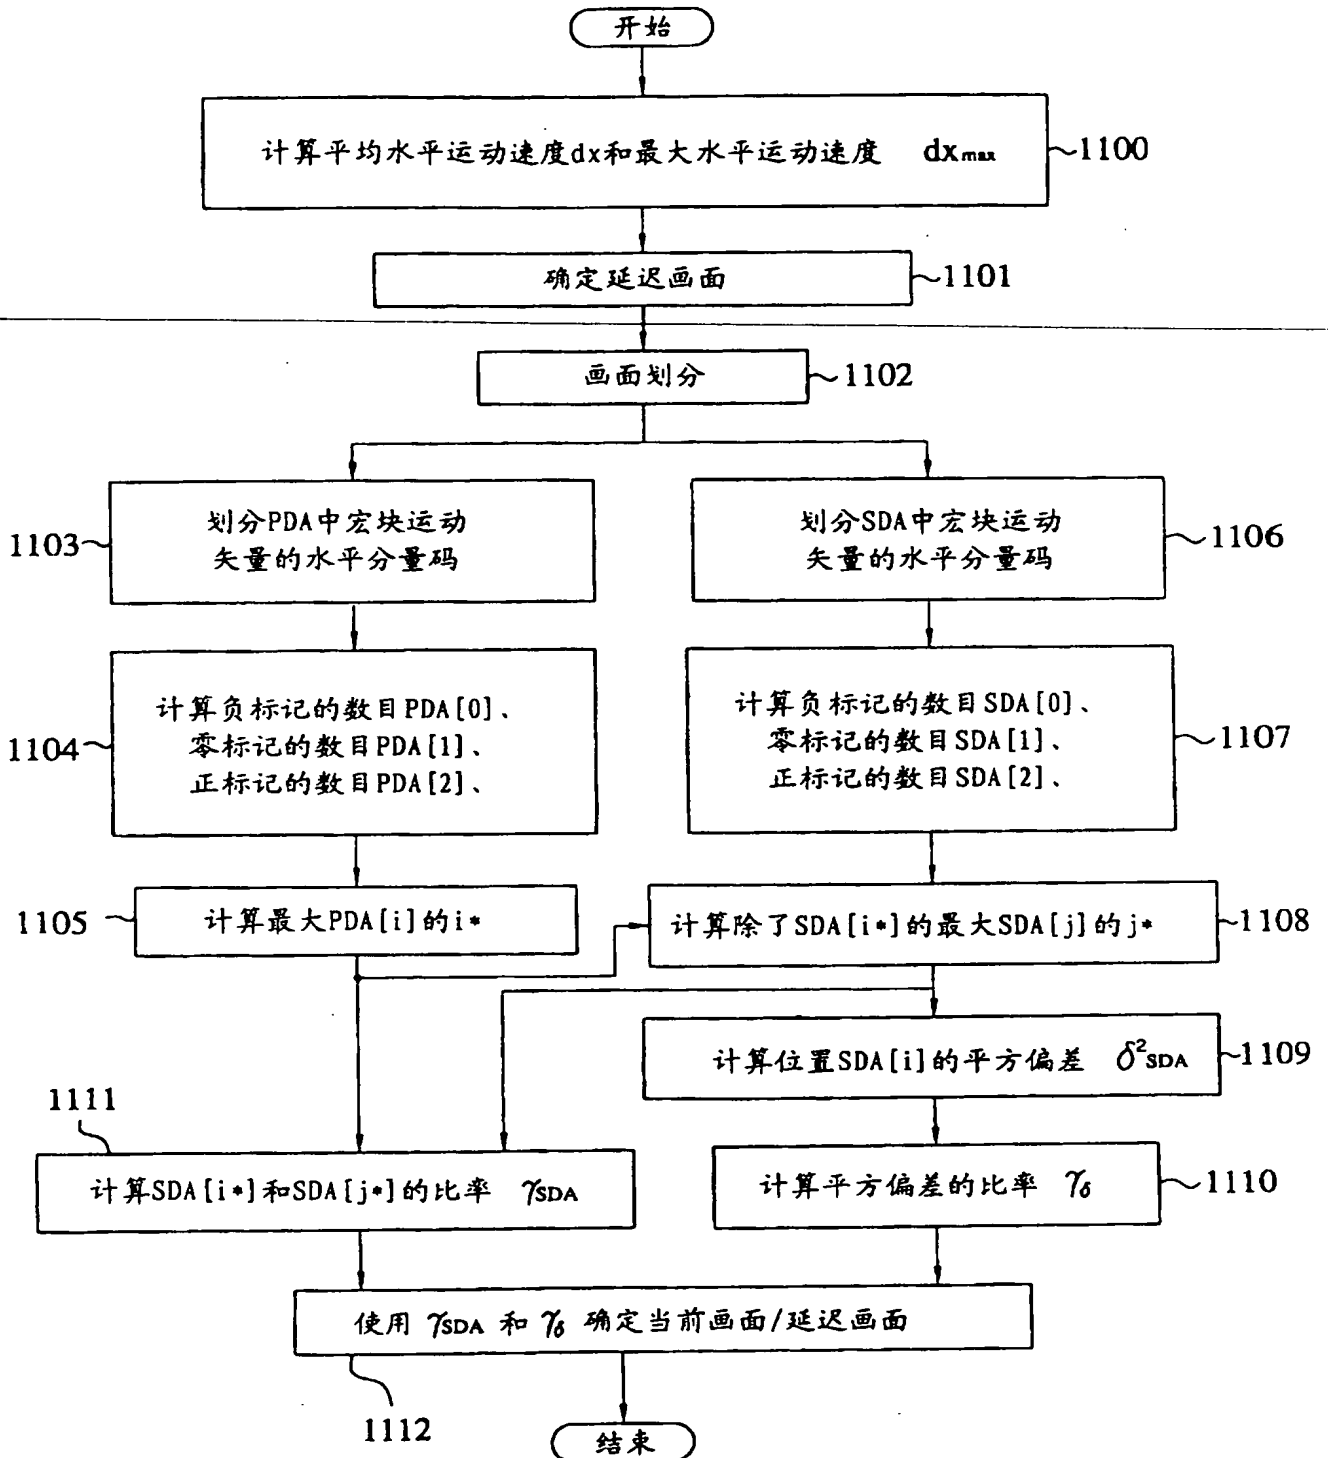 开始
计算平均水平运动速度dx和最大水平运动速度 dxmax
1100
确定延迟画面
1101
画面划分
1102
划分PDA中宏块运动
矢量的水平分量码
1103
划分SDA中宏块运动
矢量的水平分量码
1106
计算负标记的数目PDA[0]、
零标记的数目PDA[1]、
正标记的数目PDA[2]、
1104
计算负标记的数目SDA[0]、
零标记的数目SDA[1]、
正标记的数目SDA[2]、
1107
计算最大PDA[i]的i*
1105
计算除了SDA[i*]的最大SDA[j]的j*
1108
计算位置SDA[i]的平方偏差 δ²SDA
1109
1111
计算SDA[i*]和SDA[j*]的比率 γSDA
计算平方偏差的比率 γδ
1110
使用 γSDA 和 γδ 确定当前画面/延迟画面
1112
结束